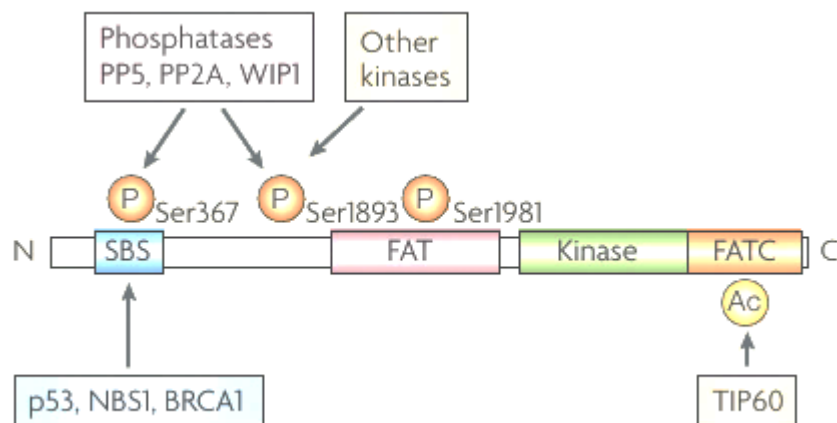 Phosphatases
PP5, PP2A, WIP1
Other
kinases
P
Ser367
P
Ser1893
P
Ser1981
N
SBS
FAT
Kinase
FATC
C
Ac
p53, NBS1, BRCA1
TIP60